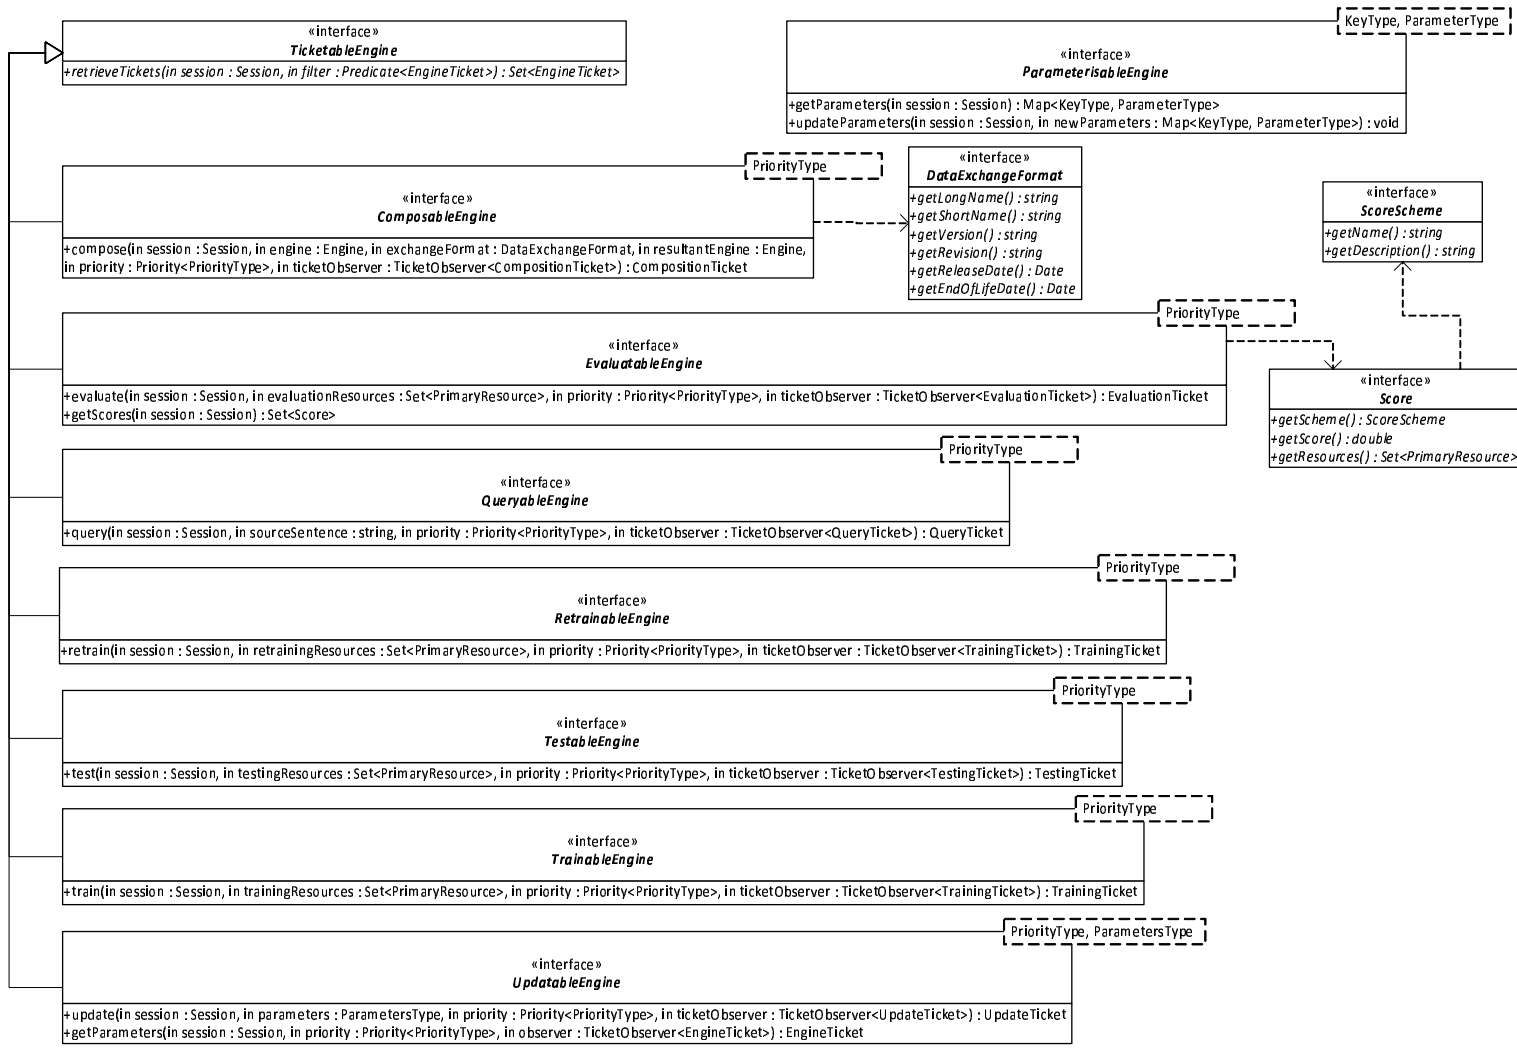 «interface»
TicketableEngine
+retrieveTickets(in session : Session, in filter : Predicate<EngineTicket>) : Set<EngineTicket>
KeyType, ParameterType
«interface»
ParameterisableEngine
+getParameters(in session : Session) : Map<KeyType, ParameterType>
+updateParameters(in session : Session, in newParameters : Map<KeyType, ParameterType>) : void
PriorityType
«interface»
ComposableEngine
+compose(in session : Session, in engine : Engine, in exchangeFormat : DataExchangeFormat, in resultantEngine : Engine,
in priority : Priority<PriorityType>, in ticketObserver : TicketObserver<CompositionTicket>) : CompositionTicket
«interface»
DataExchangeFormat
+getLongName() : string
+getShortName() : string
+getVersion() : string
+getRevision() : string
+getReleaseDate() : Date
+getEndOfLifeDate() : Date
«interface»
ScoreScheme
+getName() : string
+getDescription() : string
PriorityType
«interface»
EvaluatableEngine
+evaluate(in session : Session, in evaluationResources : Set<PrimaryResource>, in priority : Priority<PriorityType>, in ticketObserver : TicketObserver<EvaluationTicket>) : EvaluationTicket
+getScores(in session : Session) : Set<Score>
«interface»
Score
+getScheme() : ScoreScheme
+getScore() : double
+getResources() : Set<PrimaryResource>
PriorityType
«interface»
QueryableEngine
+query(in session : Session, in sourceSentence : string, in priority : Priority<PriorityType>, in ticketObserver : TicketObserver<QueryTicket>) : QueryTicket
PriorityType
«interface»
RetrainableEngine
+retrain(in session : Session, in retrainingResources : Set<PrimaryResource>, in priority : Priority<PriorityType>, in ticketObserver : TicketObserver<TrainingTicket>) : TrainingTicket
PriorityType
«interface»
TestableEngine
+test(in session : Session, in testingResources : Set<PrimaryResource>, in priority : Priority<PriorityType>, in ticketObserver : TicketObserver<TestingTicket>) : TestingTicket
PriorityType
«interface»
TrainableEngine
+train(in session : Session, in trainingResources : Set<PrimaryResource>, in priority : Priority<PriorityType>, in ticketObserver : TicketObserver<TrainingTicket>) : TrainingTicket
PriorityType, ParametersType
«interface»
UpdatableEngine
+update(in session : Session, in parameters : ParametersType, in priority : Priority<PriorityType>, in ticketObserver : TicketObserver<UpdateTicket>) : UpdateTicket
+getParameters(in session : Session, in priority : Priority<PriorityType>, in observer : TicketObserver<EngineTicket>) : EngineTicket